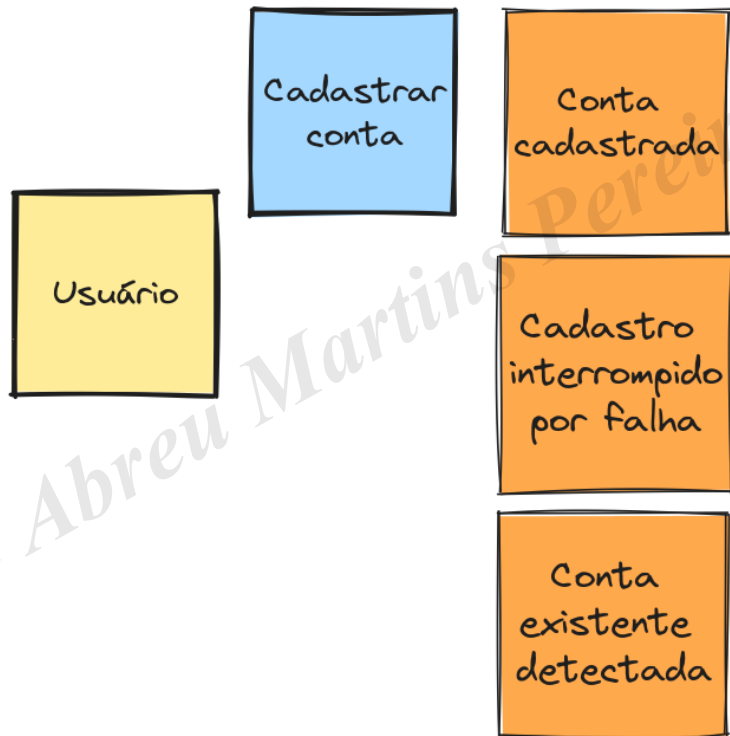 Cadastrar
conta
Conta
cadastrada
Usuário
Cadastro
interrompido
por falha
Conta
existente
detectada
Abreu Martins Pereir